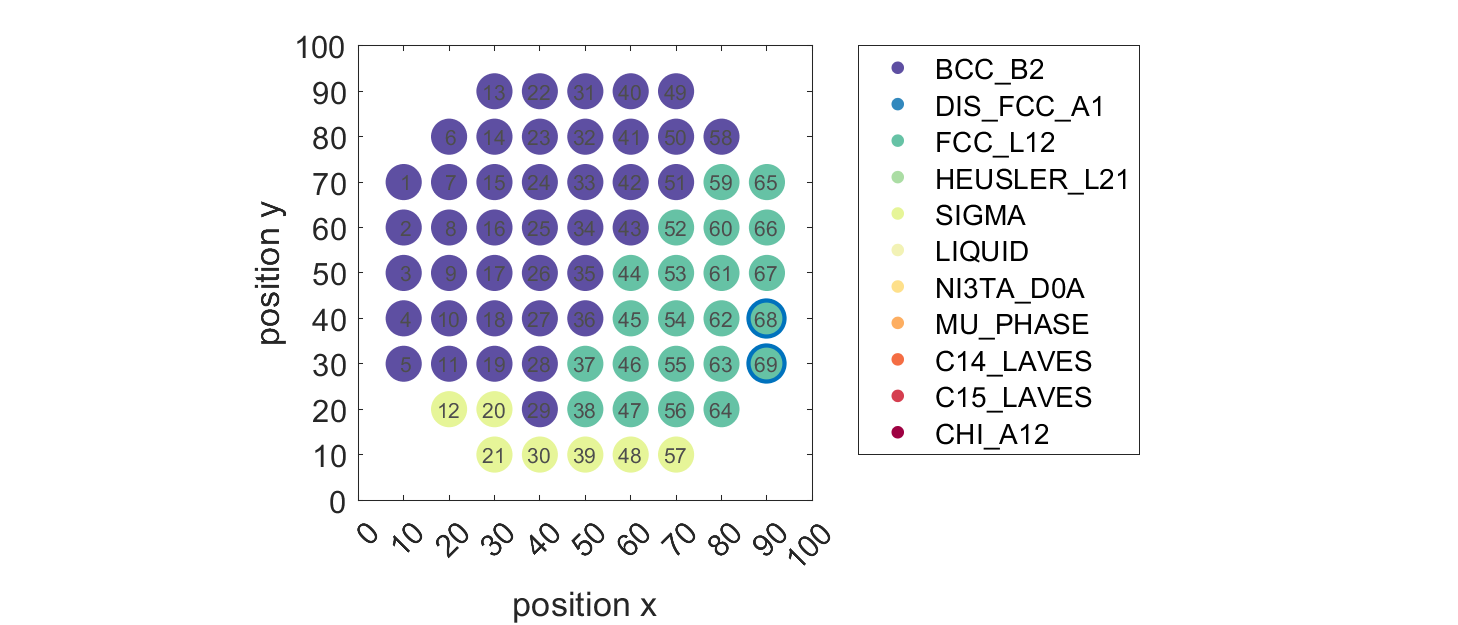 100
90
80
70
60
50
40
30
20
10
0
position y
13 22 31 40 49
6 14 23 32 41 50 58
1 7 15 24 33 42 51 59 65
2 8 16 25 34 43 52 60 66
3 9 17 26 35 44 53 61 67
4 10 18 27 36 45 54 62 68
5 11 19 28 37 46 55 63 69
12 20 29 38 47 56 64
21 30 39 48 57
0 10 20 30 40 50 60 70 80 90 100
position x
BCC_B2
DIS_FCC_A1
FCC_L12
HEUSLER_L21
SIGMA
LIQUID
NI3TA_D0A
MU_PHASE
C14_LAVES
C15_LAVES
CHI_A12